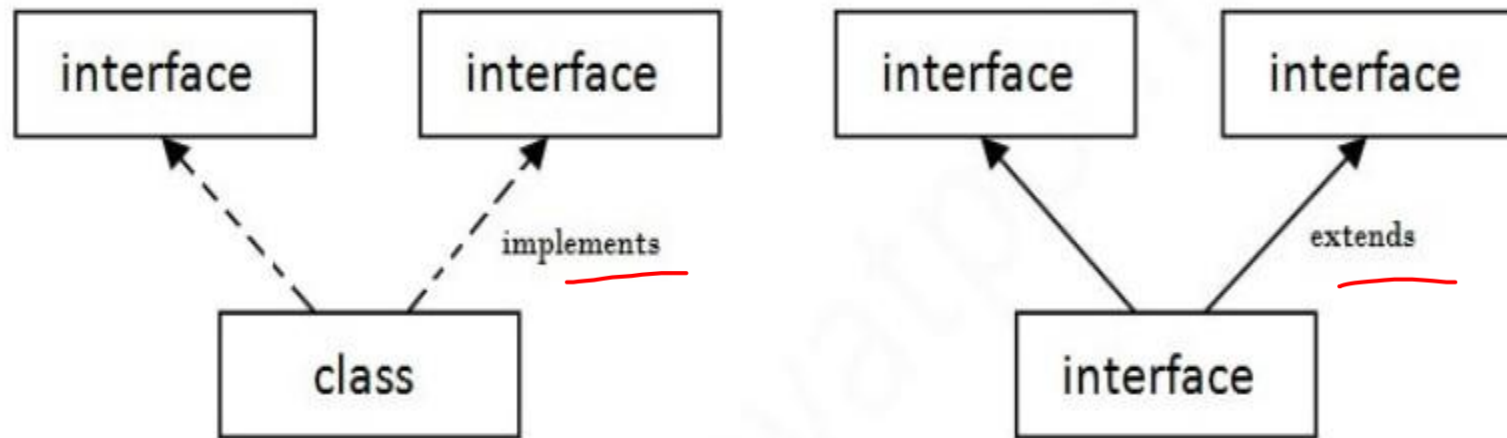 interface interface interface interface
implements extends
class interface